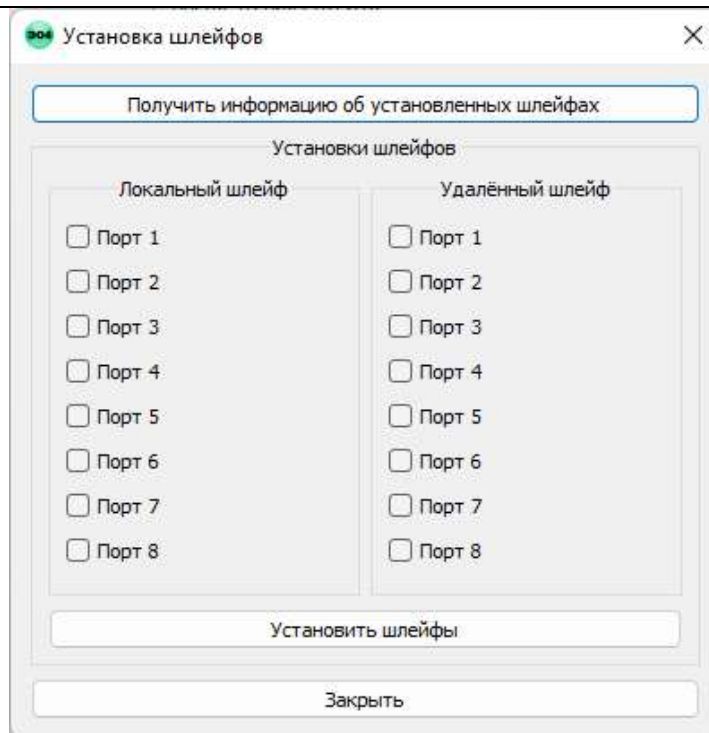 Э04 Установка шлейфов
Получить информацию об установленных шлейфах
Установки шлейфов
Локальный шлейф
Порт 1
Порт 2
Порт 3
Порт 4
Порт 5
Порт 6
Порт 7
Порт 8
Удалённый шлейф
Порт 1
Порт 2
Порт 3
Порт 4
Порт 5
Порт 6
Порт 7
Порт 8
Установить шлейфы
Закрыть